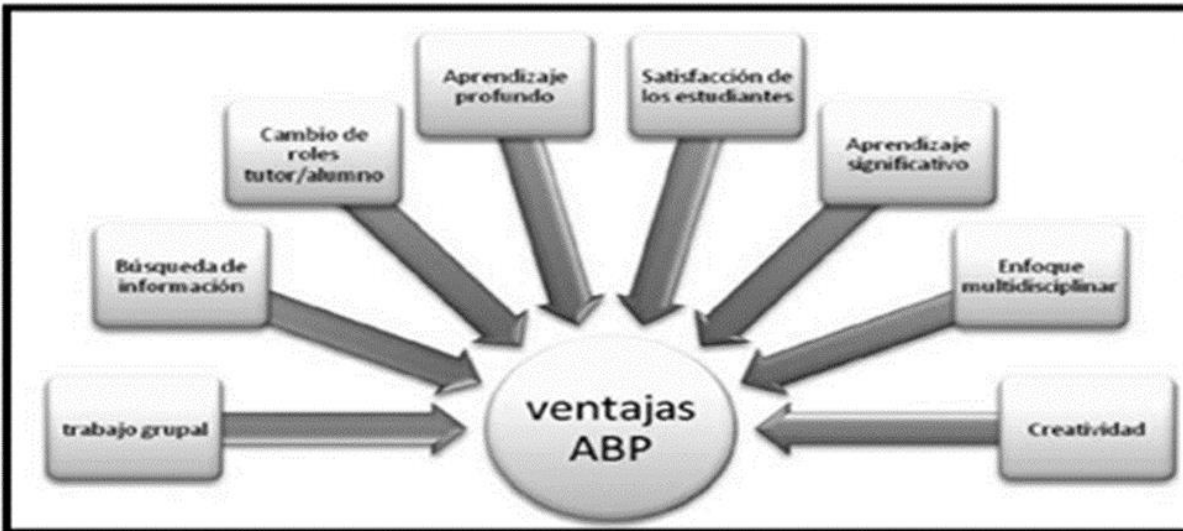 Aprendizaje
profundo
Satisfacción de
los estudiantes
Cambio de
roles
tutor/alumno
Aprendizaje
significativo
Búsqueda de
información
Enfoque
multidisciplinar
trabajo grupal
ventajas
ABP
Creatividad